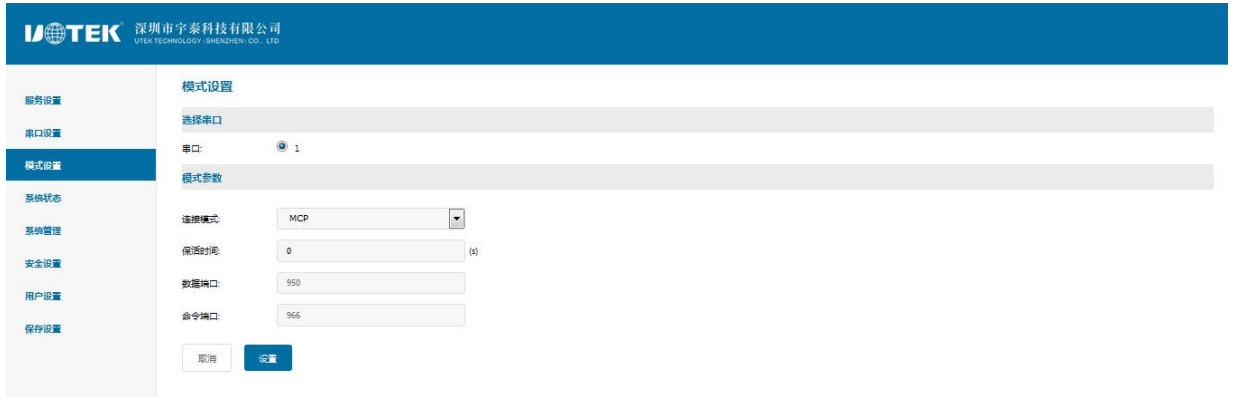 UOTEK® 深圳市宇泰科技有限公司
UTEK TECHNOLOGY (SHENZHEN) CO., LTD
服务设置
串口设置
模式设置
系统状态
系统管理
安全设置
用户设置
保存设置
模式设置
选择串口
串口: 1
模式参数
连接模式: MCP
保活时间: 0 (s)
数据端口: 950
命令端口: 966
取消 设置